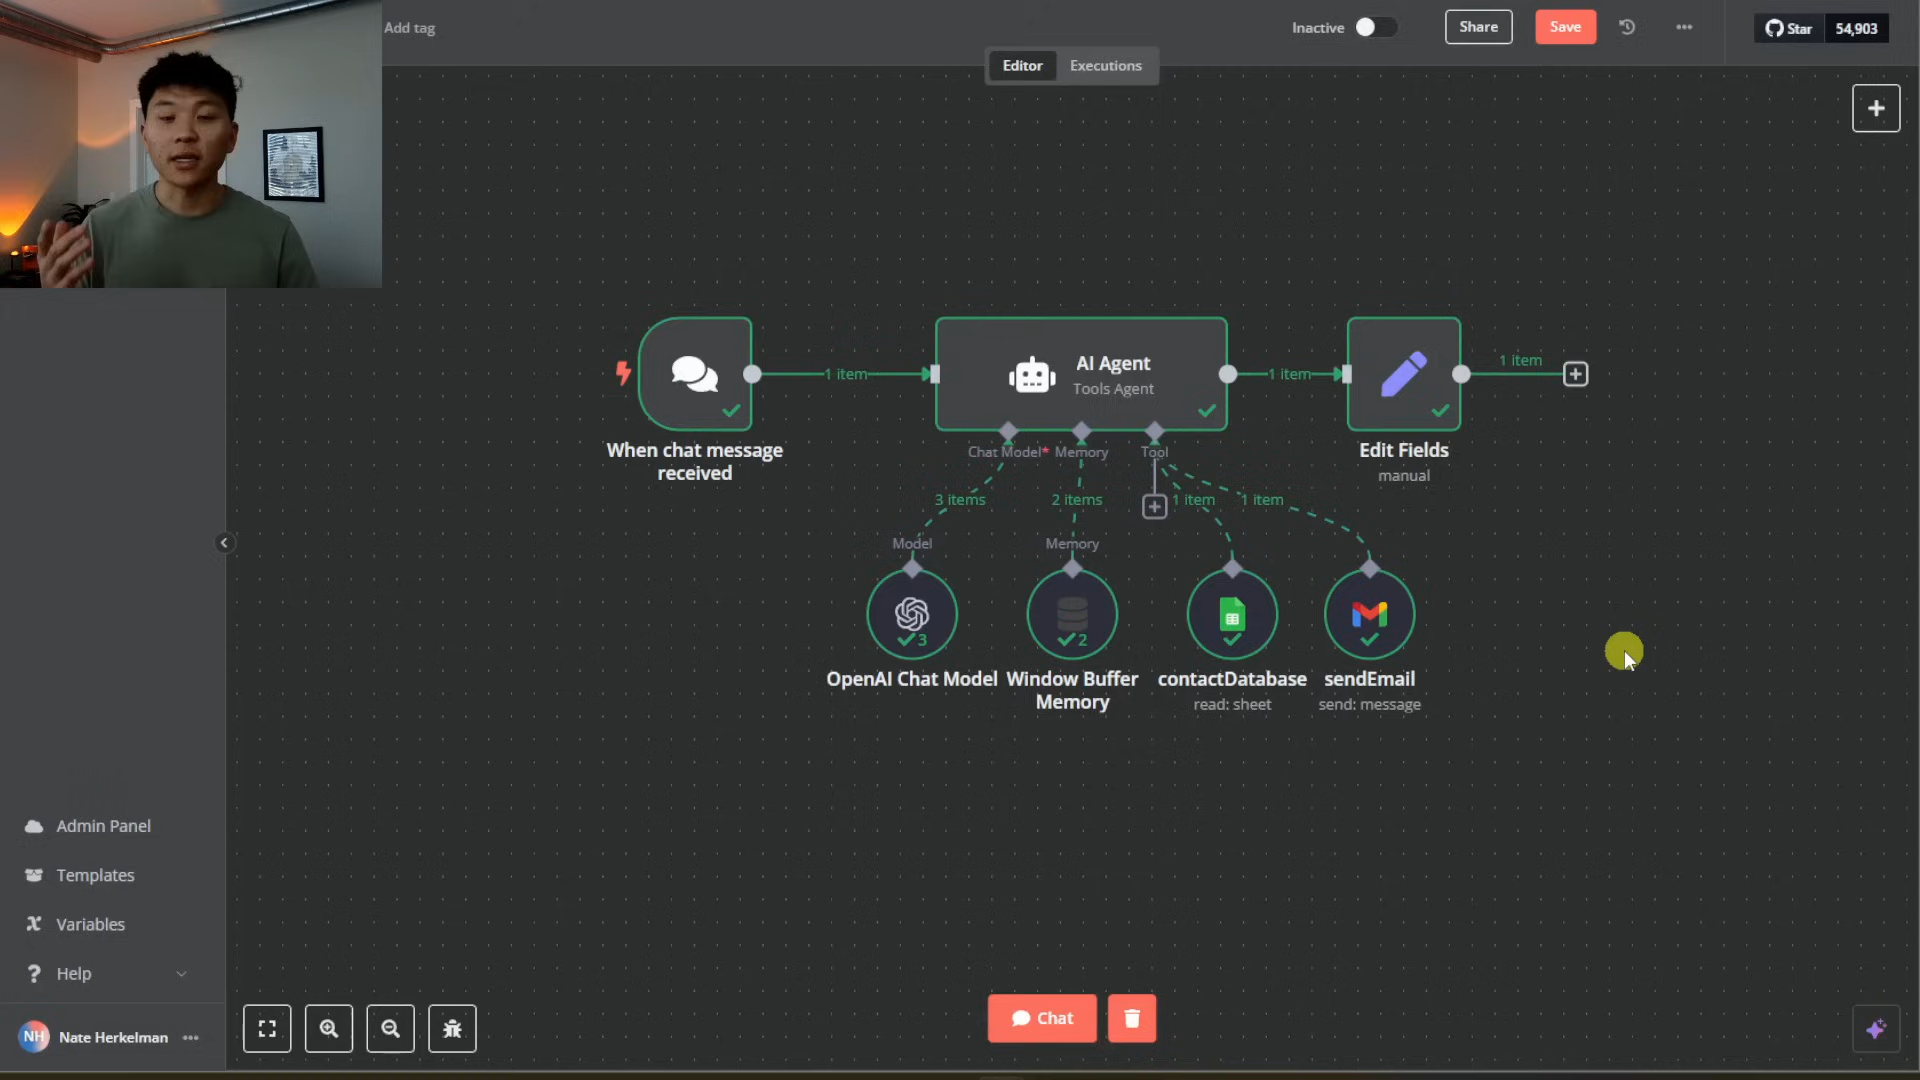 Add tag
Inactive
Share
Save
Star
54,903
Editor
Executions
1 item
AI Agent
Tools Agent
1 item
1 item
When chat message
received
Chat Model*
Memory
Tool
Edit Fields
manual
3 items
2 items
1 item
1 item
Model
Memory
3
2
OpenAI Chat Model
Window Buffer
Memory
contactDatabase
read: sheet
sendEmail
send: message
Admin Panel
Templates
Variables
Help
NH
Nate Herkelman
Chat